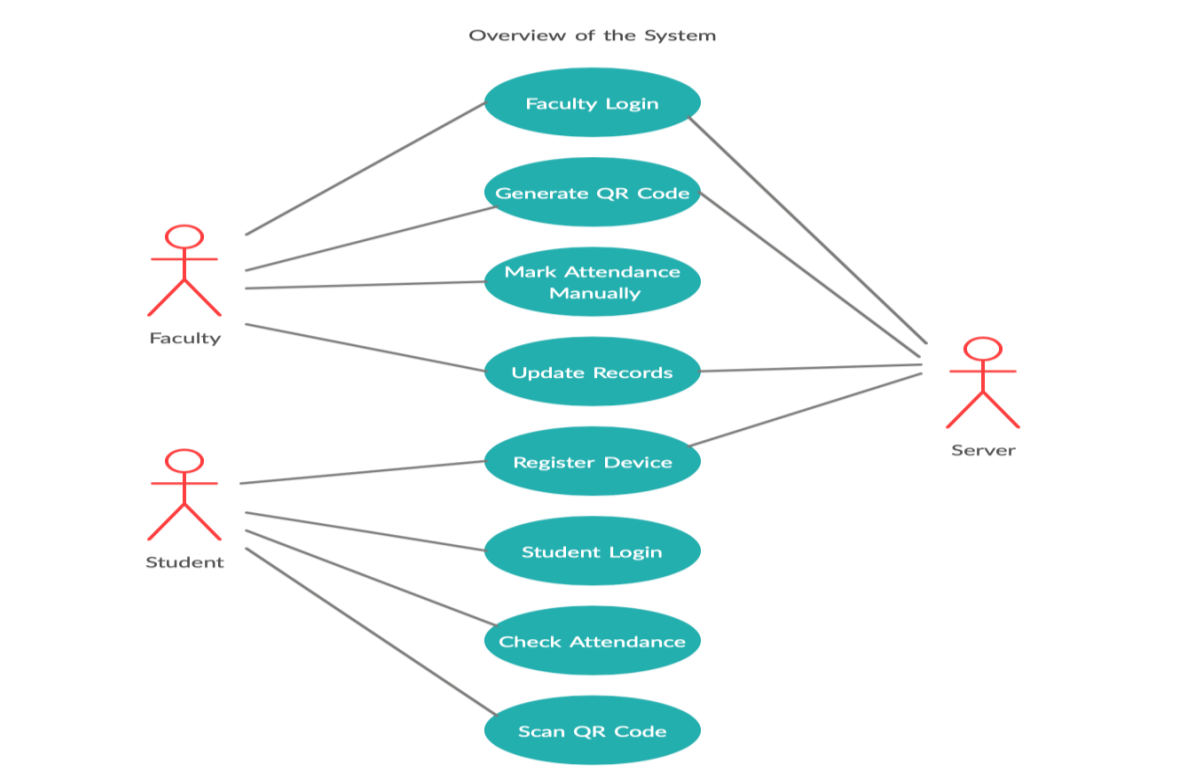 Overview of the System
Faculty Login
Generate QR Code
Mark Attendance
Manually
Update Records
Register Device
Student Login
Check Attendance
Scan QR Code
Faculty
Student
Server